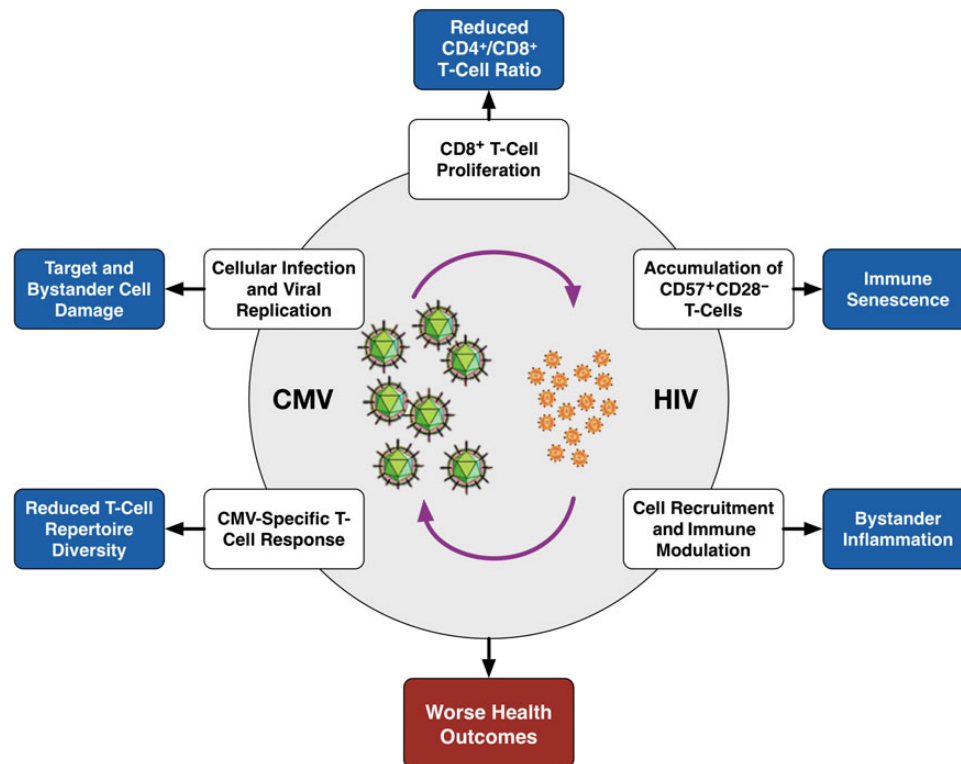 Reduced
CD4⁺/CD8⁺
T-Cell Ratio
CD8⁺ T-Cell
Proliferation
Target and
Bystander Cell
Damage
Cellular Infection
and Viral
Replication
Accumulation of
CD57⁺CD28⁻
T-Cells
Immune
Senescence
CMV
HIV
Reduced T-Cell
Repertoire
Diversity
CMV-Specific T-
Cell Response
Cell Recruitment
and Immune
Modulation
Bystander
Inflammation
Worse Health
Outcomes